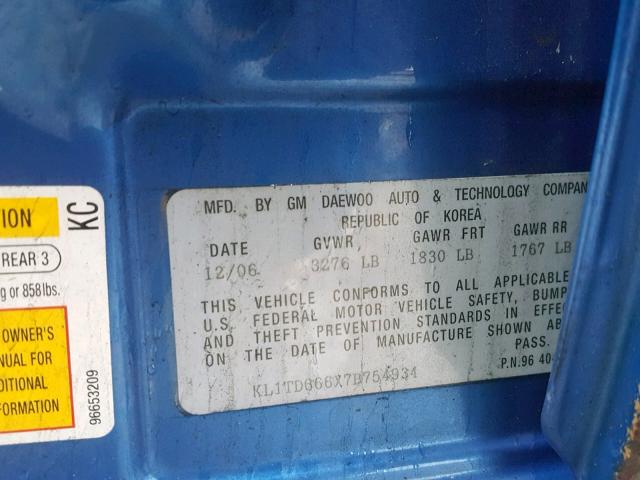 TION
KC
REAR 3
g or 858lbs.
OWNER'S
NUAL FOR
DITIONAL
FORMATION
96653209
MFD. BY GM DAEWOO AUTO & TECHNOLOGY COMPAN
REPUBLIC OF KOREA
DATE GVWR, GAWR FRT GAWR RR
12/06 3276 LB 1830 LB 1767 LB
THIS VEHICLE CONFORMS TO ALL APPLICABLE
U.S. FEDERAL MOTOR VEHICLE SAFETY, BUMP
AND THEFT PREVENTION STANDARDS IN EFFEC
ON THE DATE OF MANUFACTURE SHOWN AB
PASS.
P.N.96 40
KL1TD666X7B754934